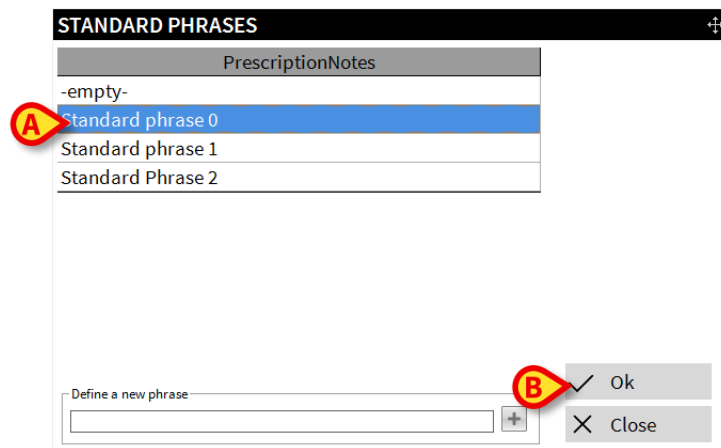 STANDARD PHRASES
PrescriptionNotes
-empty-
A
Standard phrase 0
Standard phrase 1
Standard Phrase 2
Define a new phrase
+
B
Ok
Close